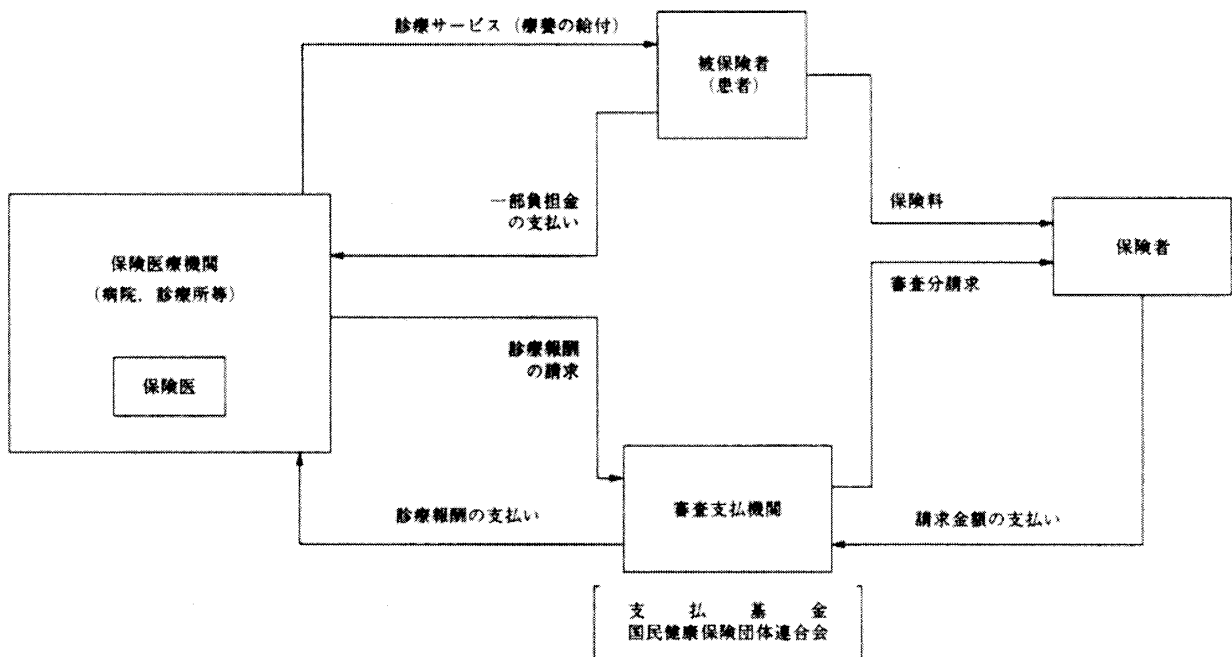 診療サービス（療養の給付）
被保険者
（患者）
一部負担金
の支払い
保険料
保険者
保険医療機関
（病院，診療所等）
審査分請求
診療報酬
の請求
保険医
審査支払機関
診療報酬の支払い
請求金額の支払い
支払基金
国民健康保険団体連合会